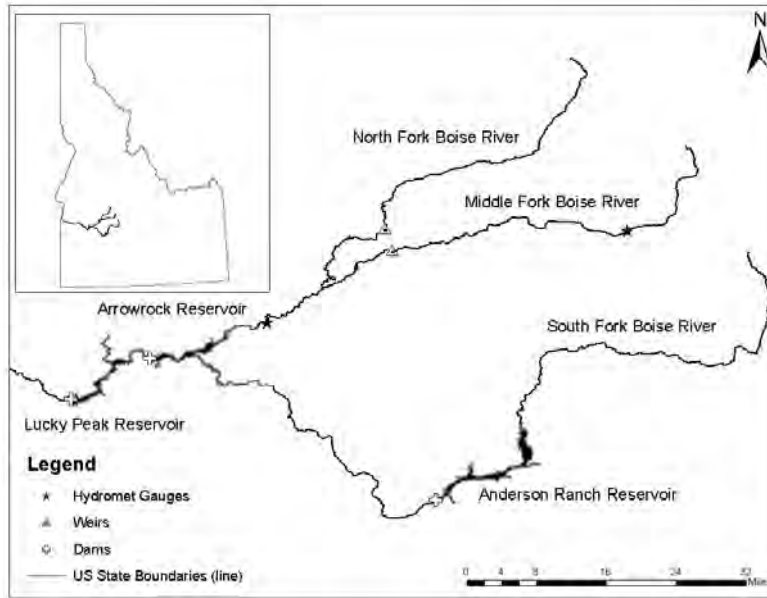 N
North Fork Boise River
Middle Fork Boise River
Arrowrock Reservoir
South Fork Boise River
Lucky Peak Reservoir
Anderson Ranch Reservoir
Legend
Hydromet Gauges
Weirs
Dams
US State Boundaries (line)
0 4 8 16 24 32
Miles